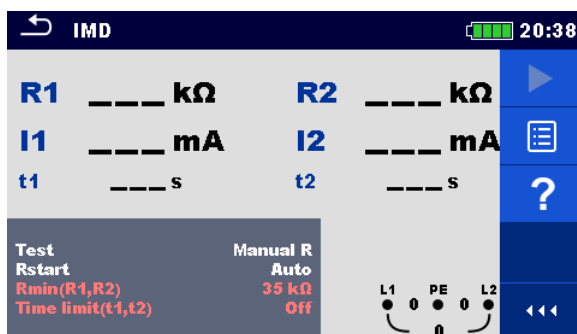 IMD 20:38
R1 ___ kΩ R2 ___ kΩ
I1 ___ mA I2 ___ mA
t1 ___ s t2 ___ s
?
Test Manual R
Rstart Auto
Rmin(R1,R2) 35 kΩ
Time limit(t1,t2) Off
L1 PE L2
0 0
0